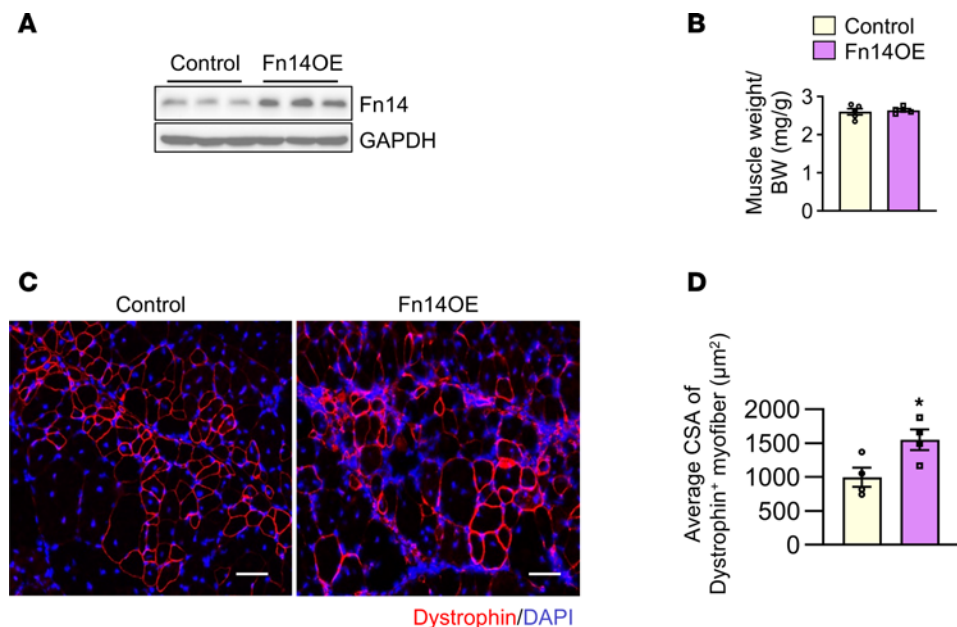 A
Control Fn14OE
Fn14
GAPDH
B
Control
Fn14OE
Muscle weight/
BW (mg/g)
3
2
1
0
C
Control
Fn14OE
Dystrophin/DAPI
D
Average CSA of
Dystrophin⁺ myofiber (µm²)
2000
1500
1000
500
0
*